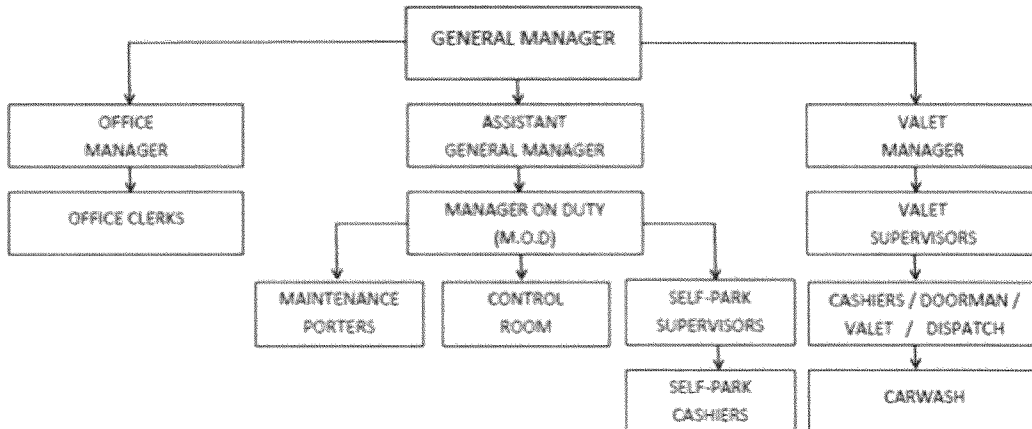 GENERAL MANAGER
OFFICE
MANAGER
ASSISTANT
GENERAL MANAGER
VALET
MANAGER
OFFICE CLERKS
MANAGER ON DUTY
(M.O.D)
VALET
SUPERVISORS
MAINTENANCE
PORTERS
CONTROL
ROOM
SELF-PARK
SUPERVISORS
CASHIERS / DOORMAN /
VALET / DISPATCH
SELF-PARK
CASHIERS
CARWASH